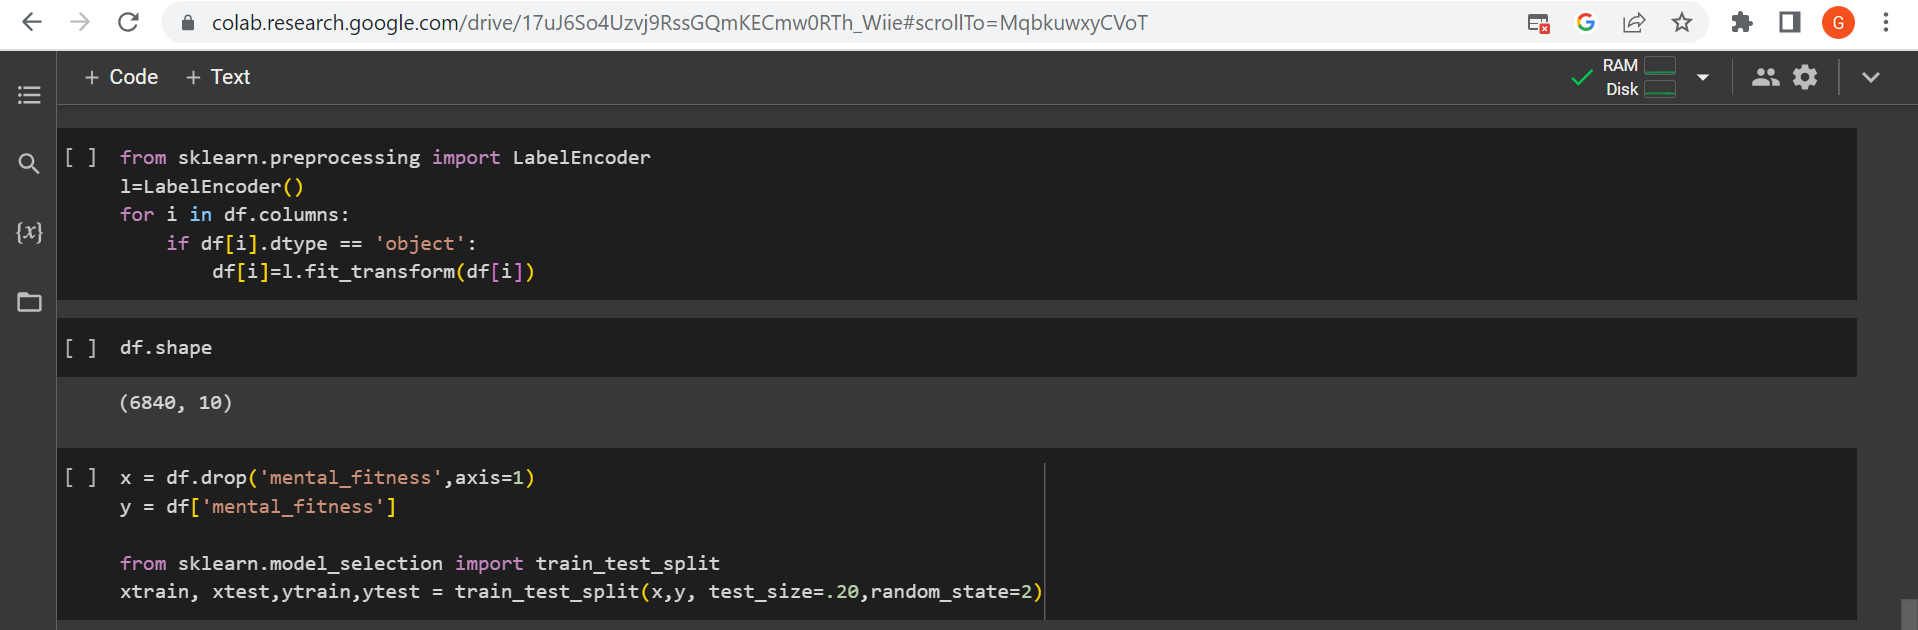 colab.research.google.com/drive/17uJ6So4Uzvj9RssGQmKECmw0RTh_Wiie#scrollTo=MqbkuwxyCVoT
G
+ Code + Text
RAM
Disk
[ ] from sklearn.preprocessing import LabelEncoder
l=LabelEncoder()
for i in df.columns:
    if df[i].dtype == 'object':
        df[i]=l.fit_transform(df[i])
{x}
[ ] df.shape
(6840, 10)
[ ] x = df.drop('mental_fitness',axis=1)
y = df['mental_fitness']
from sklearn.model_selection import train_test_split
xtrain, xtest,ytrain,ytest = train_test_split(x,y, test_size=.20,random_state=2)